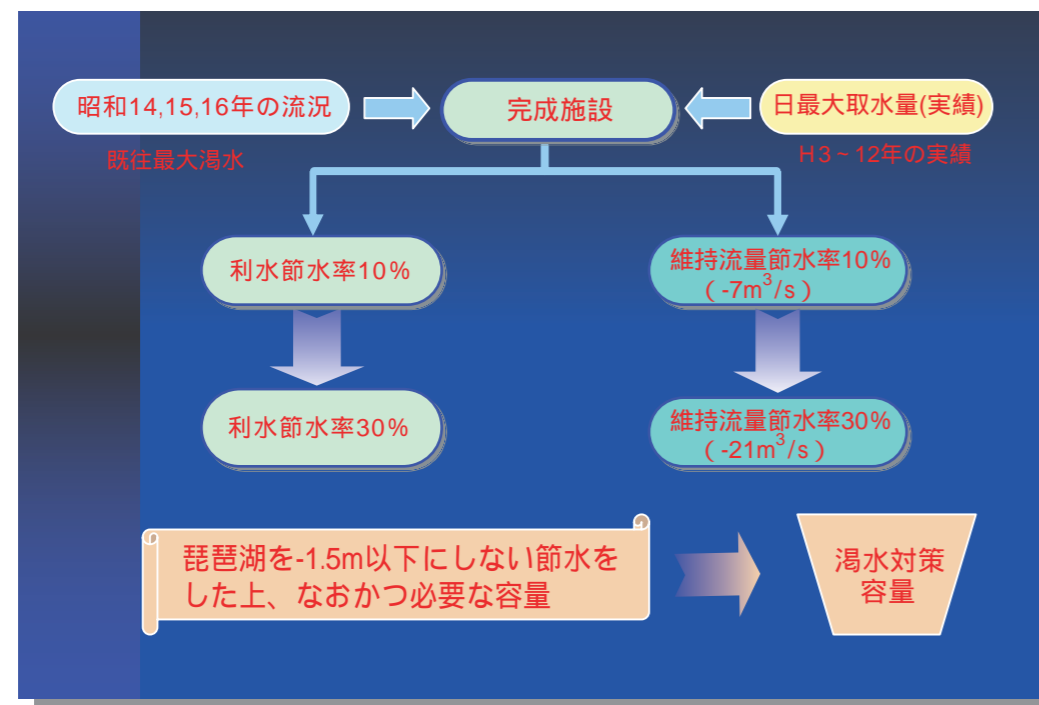 昭和14,15,16年の流況
完成施設
日最大取水量(実績)
既往最大渇水
H3~12年の実績
利水節水率10%
維持流量節水率10%
(-7m³/s)
利水節水率30%
維持流量節水率30%
(-21m³/s)
琵琶湖を-1.5m以下にしない節水を
した上、なおかつ必要な容量
渇水対策
容量